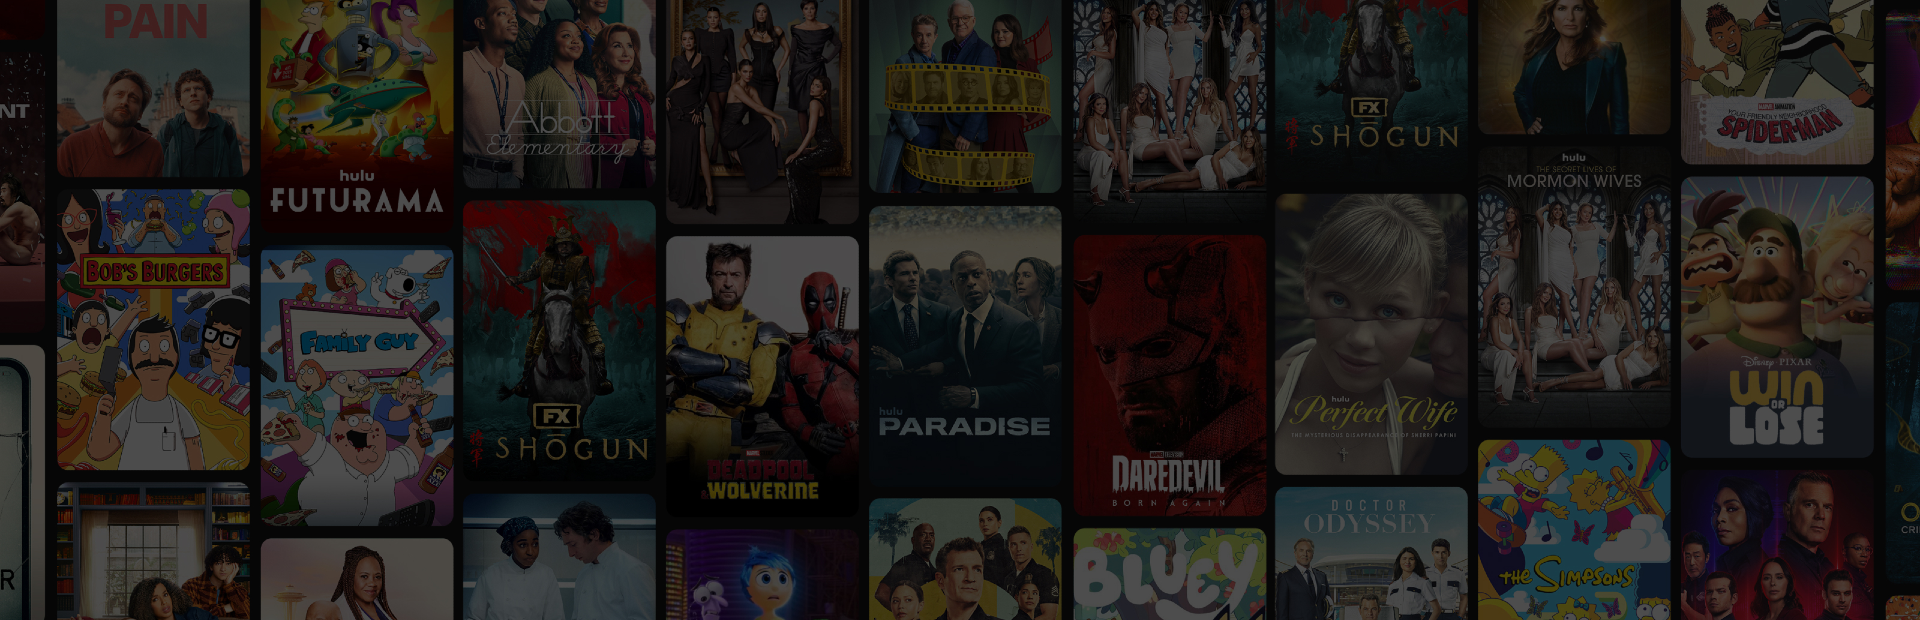 PAIN
NT
hulu
FUTURAMA
Abbott
Elementary
FX
SHŌGUN
MARVEL ANIMATION
YOUR FRIENDLY NEIGHBORHOOD
SPIDER-MAN
hulu
THE SECRET LIVES OF
MORMON WIVES
BOB'S BURGERS
FAMILY GUY
FX
SHŌGUN
DEADPOOL
WOLVERINE
hulu
PARADISE
DAREDEVIL
BORN AGAIN
hulu
Perfect Wife
THE MYSTERIOUS DISAPPEARANCE OF SHERRI PAPINI
Disney PIXAR
WIN
OR
LOSE
R
BLUEY
DOCTOR
ODYSSEY
THE SIMPSONS
O
CRI